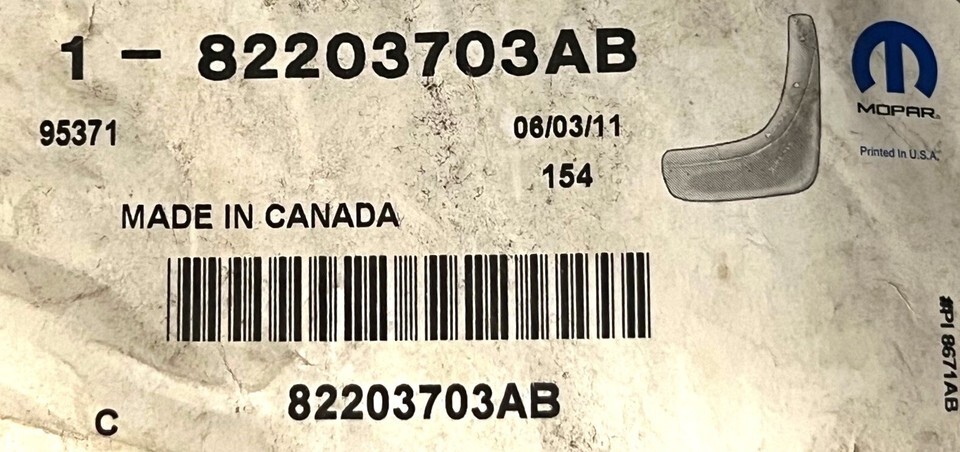 1 - 82203703AB
95371
06/03/11
154
MADE IN CANADA
82203703AB
C
MOPAR®
Printed in U.S.A.
#PI 8671AB